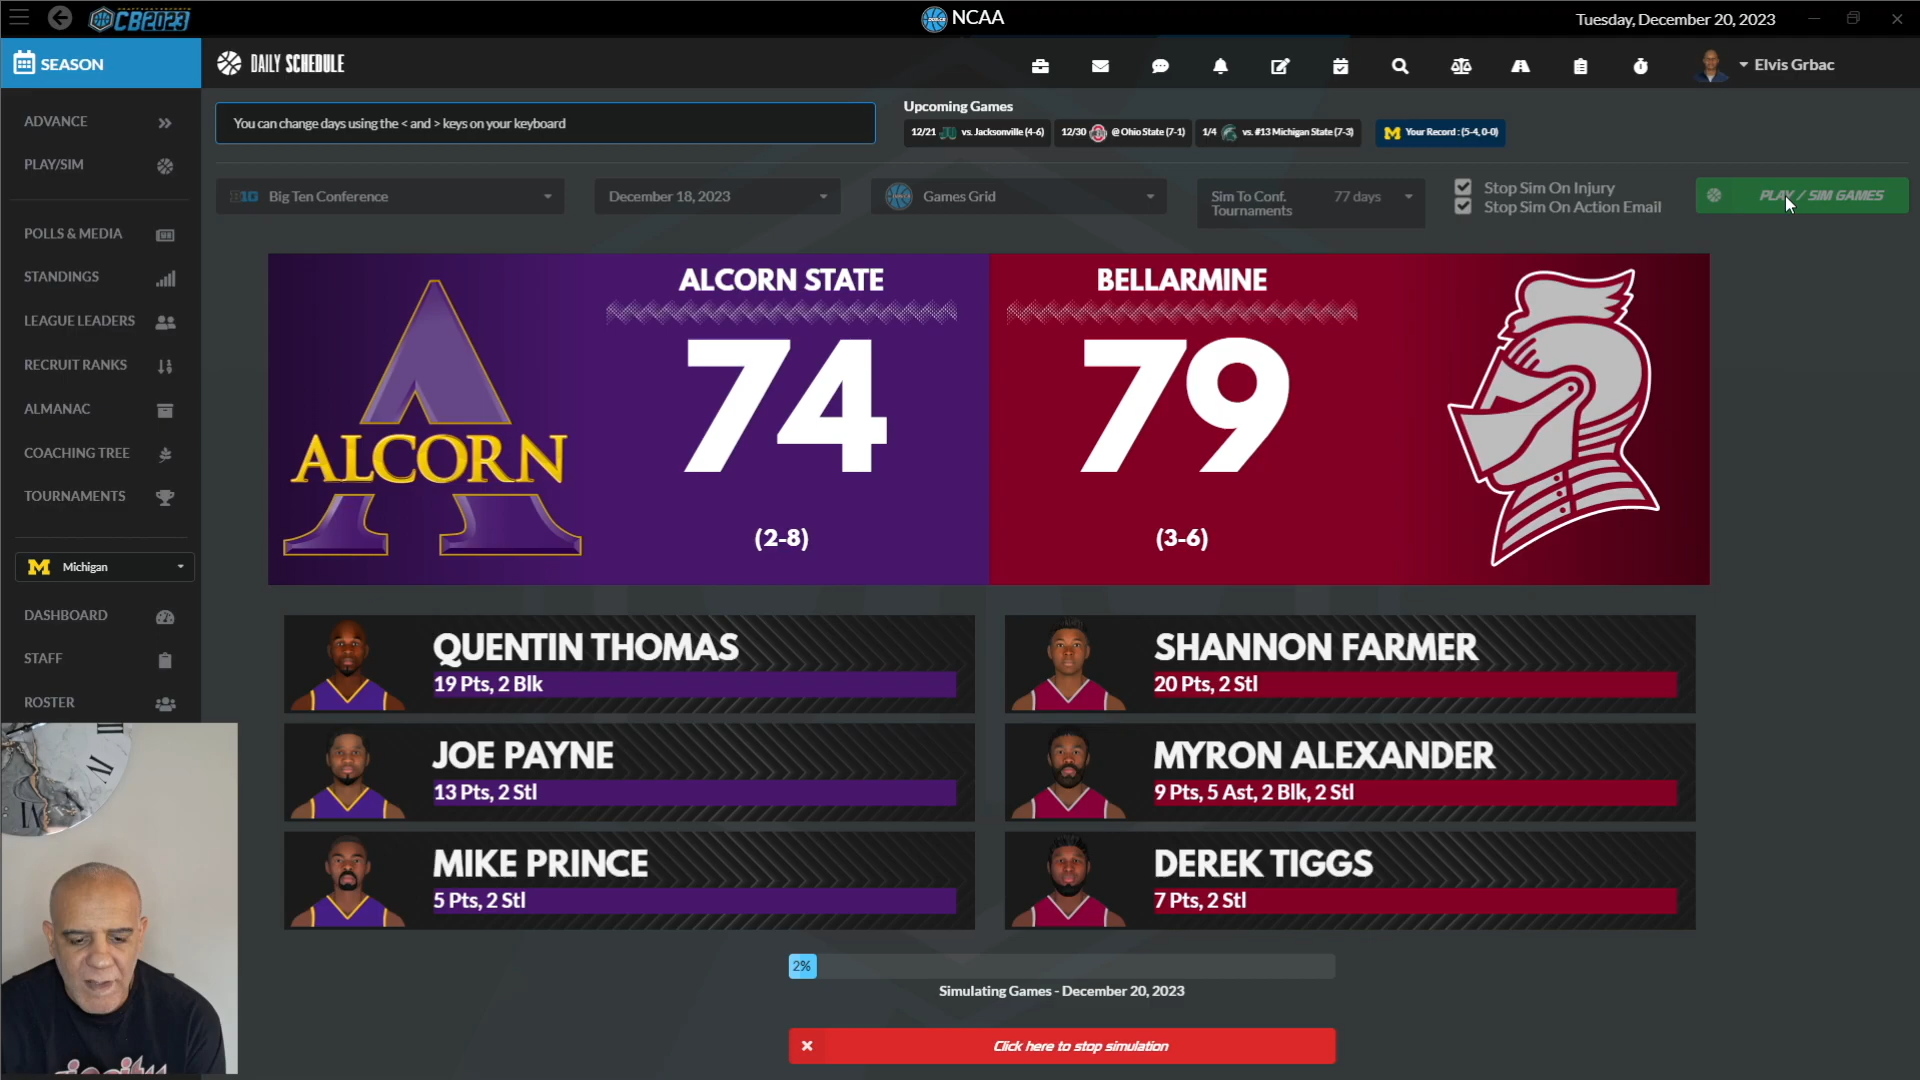 CB2023
NCAA
Tuesday, December 20, 2023
SEASON
DAILY SCHEDULE
Elvis Grbac
ADVANCE
PLAY/SIM
POLLS & MEDIA
STANDINGS
LEAGUE LEADERS
RECRUIT RANKS
ALMANAC
COACHING TREE
TOURNAMENTS
Michigan
DASHBOARD
STAFF
ROSTER
You can change days using the < and > keys on your keyboard
Upcoming Games
12/21 vs. Jacksonville (4-6)
12/30 @ Ohio State (7-1)
1/4 vs. #13 Michigan State (7-3)
M Your Record : (5-4, 0-0)
B1G Big Ten Conference
December 18, 2023
Games Grid
Sim To Conf. Tournaments
77 days
Stop Sim On Injury
Stop Sim On Action Email
PLAY / SIM GAMES
ALCORN
ALCORN STATE
74
(2-8)
BELLARMINE
79
(3-6)
QUENTIN THOMAS
19 Pts, 2 Blk
JOE PAYNE
13 Pts, 2 Stl
MIKE PRINCE
5 Pts, 2 Stl
SHANNON FARMER
20 Pts, 2 Stl
MYRON ALEXANDER
9 Pts, 5 Ast, 2 Blk, 2 Stl
DEREK TIGGS
7 Pts, 2 Stl
2%
Simulating Games - December 20, 2023
Click here to stop simulation